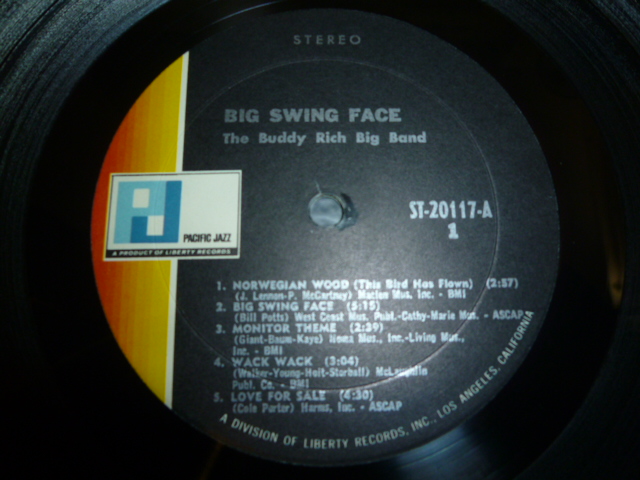 STEREO
BIG SWING FACE
The Buddy Rich Big Band
PJ
PACIFIC JAZZ
A PRODUCT OF LIBERTY RECORDS
ST-20117-A
1
1. NORWEGIAN WOOD (This Bird Has Flown) (2:57)
(J. Lennon-P. McCartney) Maclen Mus. Inc. - BMI
2. BIG SWING FACE (5:15)
(Bill Potts) West Coast Mus. Publ.-Cathy-Marie Mus. - ASCAP
3. MONITOR THEME (2:39)
(Giant-Baum-Kaye) Noma Mus., Inc.-Living Mus.,
Inc. - BMI
4. WACK WACK (3:04)
(Walker-Young-Holt-Starball) McLaughlin
Publ. Co. - BMI
5. LOVE FOR SALE (4:30)
(Cole Porter) Harms, Inc. - ASCAP
A DIVISION OF LIBERTY RECORDS, INC., LOS ANGELES, CALIFORNIA